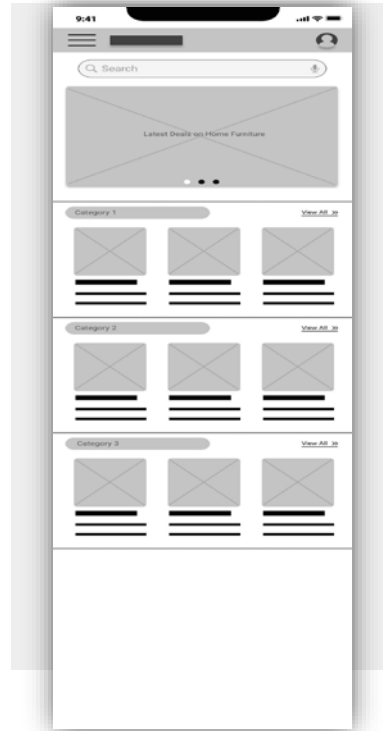 9:41
Search
Latest Deals on Home Furniture
Category 1
View All >>
Category 2
View All >>
Category 3
View All >>